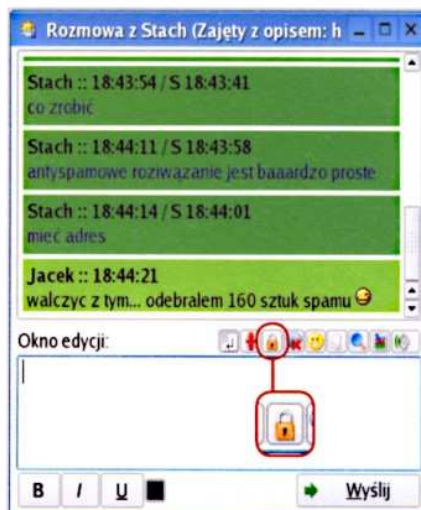 Rozmowa z Stach (Zajęty z opisem: h
Stach :: 18:43:54 / S 18:43:41
co zrobić
Stach :: 18:44:11 / S 18:43:58
antyspamowe roziwązanie jest baaardzo proste
Stach :: 18:44:14 / S 18:44:01
mieć adres
Jacek :: 18:44:21
walczyc z tym... odebralem 160 sztuk spamu
Okno edycji:
B I U Wyślij